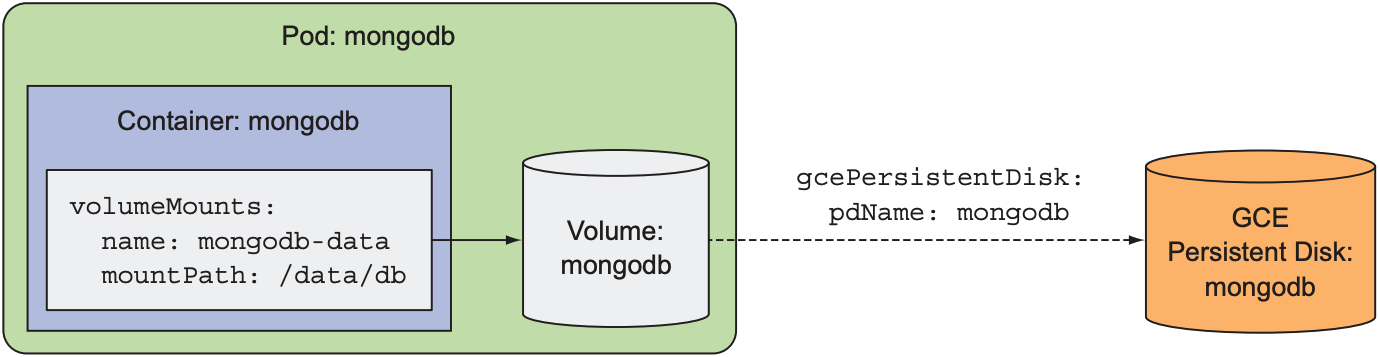 Pod: mongodb
Container: mongodb
volumeMounts:
name: mongodb-data
mountPath: /data/db
Volume:
mongodb
gcePersistentDisk:
pdName: mongodb
GCE
Persistent Disk:
mongodb